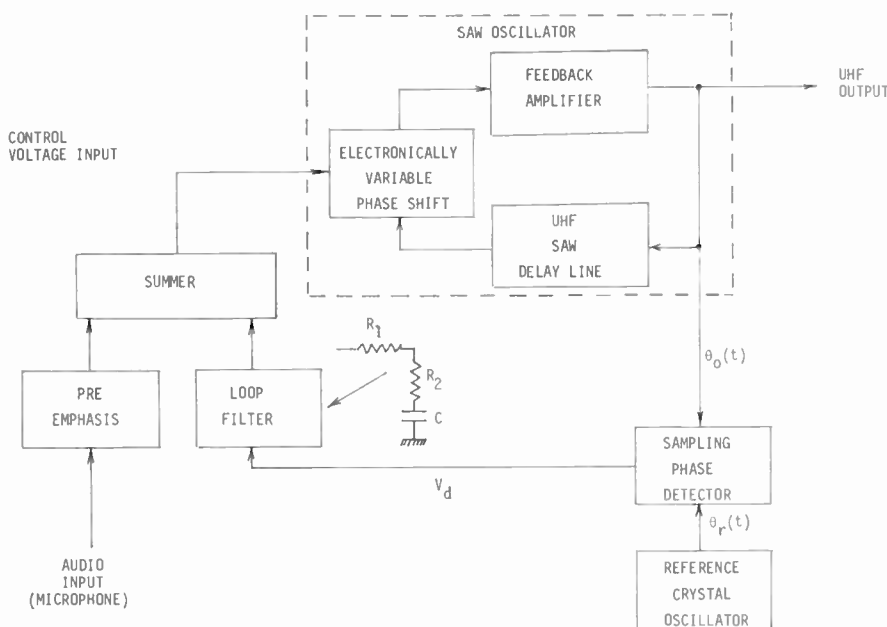 SAW OSCILLATOR
FEEDBACK
AMPLIFIER
UHF
OUTPUT
CONTROL
VOLTAGE INPUT
ELECTRONICALLY
VARIABLE
PHASE SHIFT
UHF
SAW
DELAY LINE
SUMMER
R1
R2
C
θo(t)
PRE
EMPHASIS
LOOP
FILTER
SAMPLING
PHASE
DETECTOR
Vd
θr(t)
AUDIO
INPUT
(MICROPHONE)
REFERENCE
CRYSTAL
OSCILLATOR